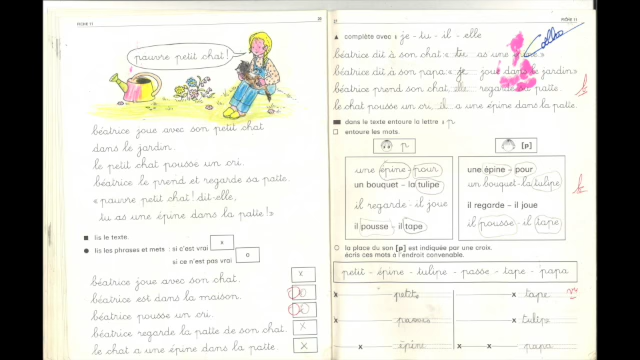 FICHE 11
pauvre petit chat !
béatrice joue avec son petit chat
dans le jardin.
le petit chat pousse un cri.
béatrice le prend et regarde sa patte.
« pauvre petit chat ! dit-elle,
tu as une épine dans la patte ! »
lis le texte.
lis les phrases et mets : si c'est vrai x
si ce n'est pas vrai o
béatrice joue avec son chat. x
béatrice est dans la maison.
béatrice pousse un cri.
béatrice regarde la patte de son chat. x
le chat a une épine dans la patte. x
FICHE 11
complète avec : je - tu - il - elle
béatrice dit à son chat « tu as une »
béatrice dit à son papa « je joue dans le jardin »
béatrice prend son chat, elle regarde la patte.
le chat pousse un cri il a une épine dans la patte.
dans le texte entoure la lettre : p
entoure les mots.
p
[p]
une épine - pour
un bouquet - la tulipe
il regarde - il joue
il pousse - il tape
une épine - pour
un bouquet - la tulipe
il regarde - il joue
il pousse - il tape
la place du son [p] est indiquée par une croix.
écris ces mots à l'endroit convenable.
petit - épine - tulipe - passe - tape - papa
x petit x tape
x passe x tulipe
x épine x x papa